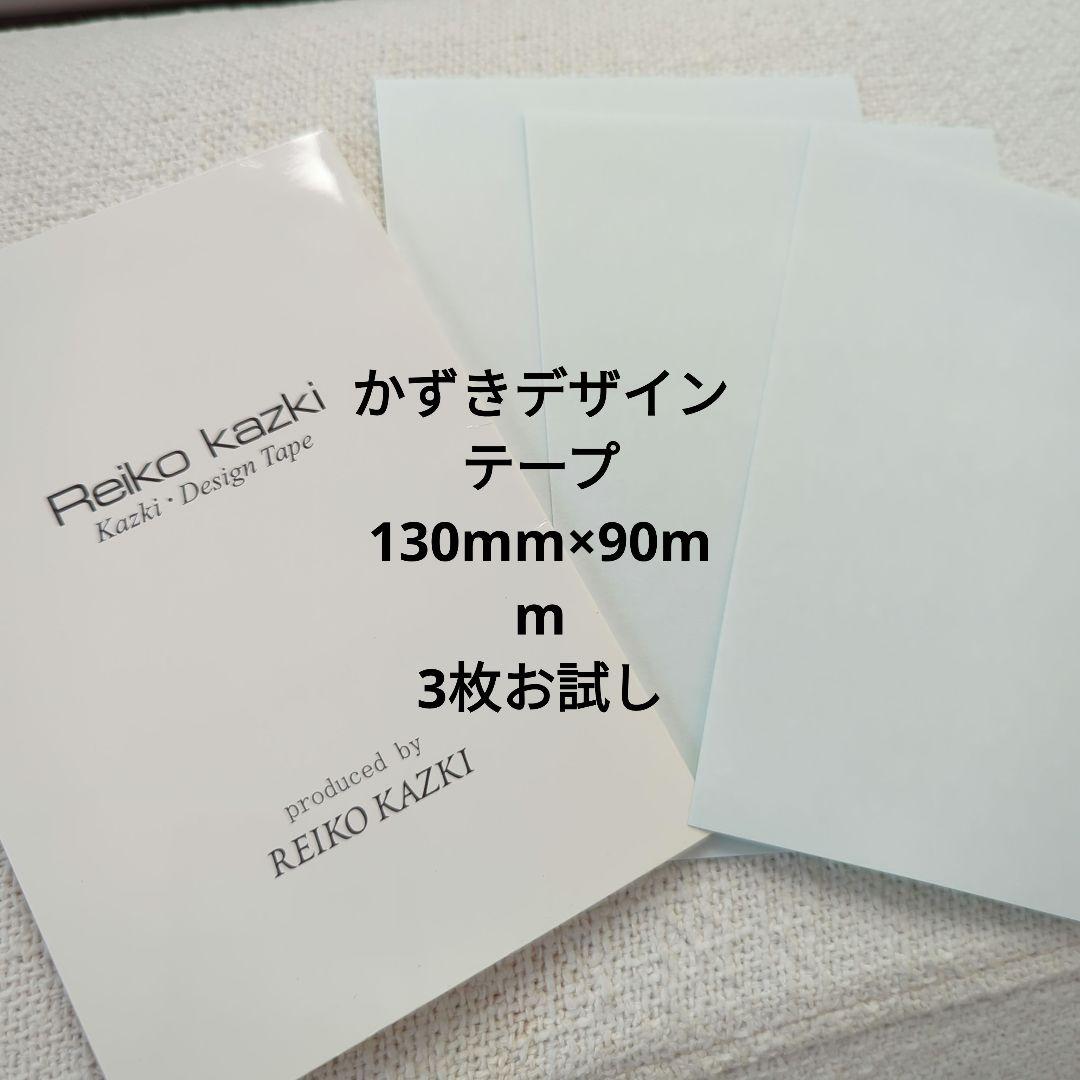 Reiko kazki
Kazki・Design Tape
かずきデザイン
テープ
130mm×90m
m
3枚お試し
produced by
REIKO KAZKI